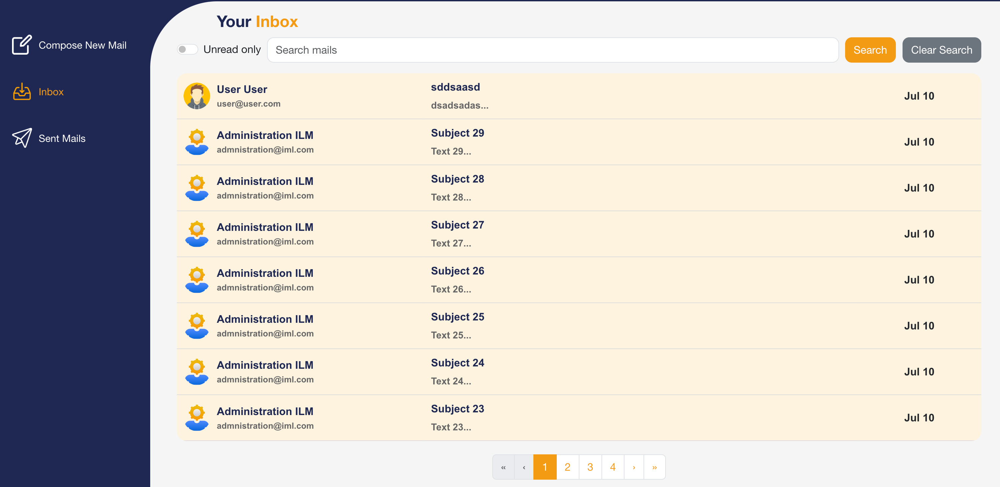 Compose New Mail
Inbox
Sent Mails
Your Inbox
Unread only
Search mails
Search
Clear Search
User User
user@user.com
sddsaasd
dsadsadas...
Jul 10
Administration ILM
admnistration@iml.com
Subject 29
Text 29...
Jul 10
Administration ILM
admnistration@iml.com
Subject 28
Text 28...
Jul 10
Administration ILM
admnistration@iml.com
Subject 27
Text 27...
Jul 10
Administration ILM
admnistration@iml.com
Subject 26
Text 26...
Jul 10
Administration ILM
admnistration@iml.com
Subject 25
Text 25...
Jul 10
Administration ILM
admnistration@iml.com
Subject 24
Text 24...
Jul 10
Administration ILM
admnistration@iml.com
Subject 23
Text 23...
Jul 10
« ‹ 1 2 3 4 › »